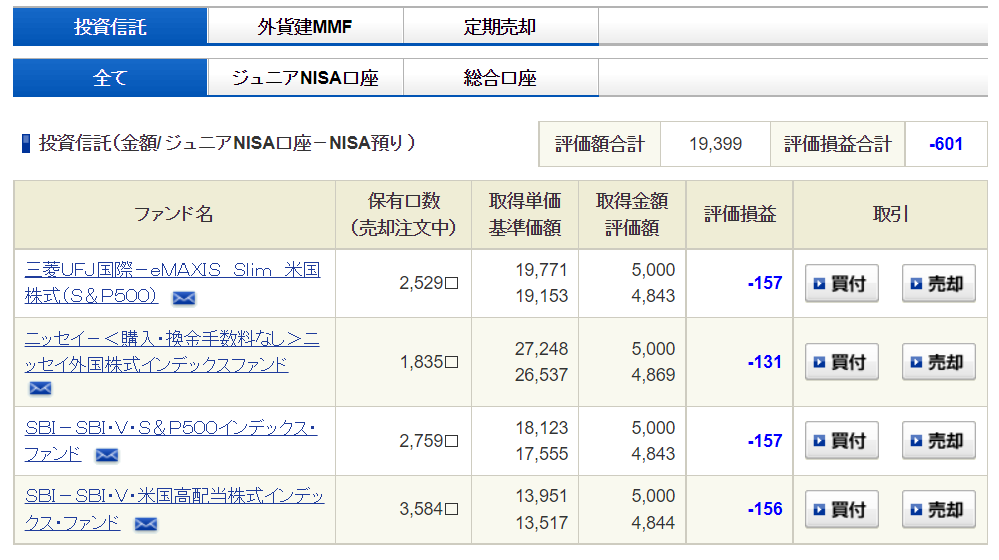 投資信託 外貨建MMF 定期売却
全て ジュニアNISA口座 総合口座
投資信託(金額/ジュニアNISA口座－NISA預り) 評価額合計 19,399 評価損益合計 -601
ファンド名 保有口数 (売却注文中) 取得単価 基準価額 取得金額 評価額 評価損益 取引
三菱UFJ国際－eMAXIS Slim 米国
株式(S&P500)
2,529口
19,771 5,000
19,153 4,843
-157 買付 売却
ニッセイ－＜購入・換金手数料なし＞ニ
ッセイ外国株式インデックスファンド
1,835口
27,248 5,000
26,537 4,869
-131 買付 売却
SBI－SBI・V・S&P500インデックス・
ファンド
2,759口
18,123 5,000
17,555 4,843
-157 買付 売却
SBI－SBI・V・米国高配当株式インデッ
クス・ファンド
3,584口
13,951 5,000
13,517 4,844
-156 買付 売却